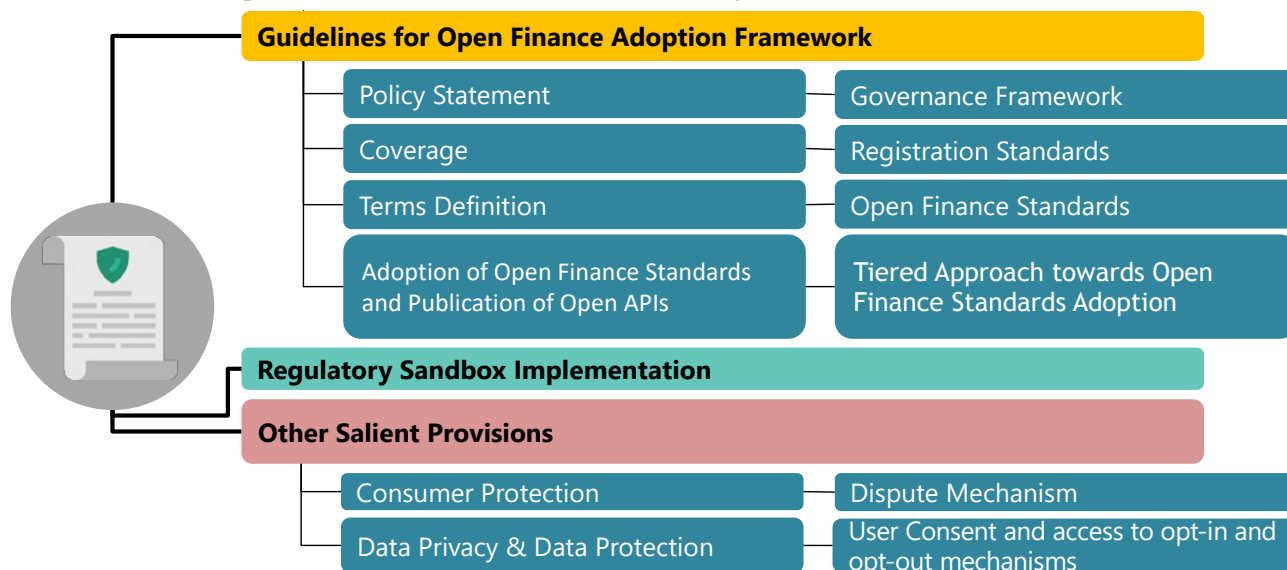 Guidelines for Open Finance Adoption Framework
Policy Statement
Governance Framework
Coverage
Registration Standards
Terms Definition
Open Finance Standards
Adoption of Open Finance Standards
and Publication of Open APIs
Tiered Approach towards Open
Finance Standards Adoption
Regulatory Sandbox Implementation
Other Salient Provisions
Consumer Protection
Dispute Mechanism
Data Privacy & Data Protection
User Consent and access to opt-in and
opt-out mechanisms